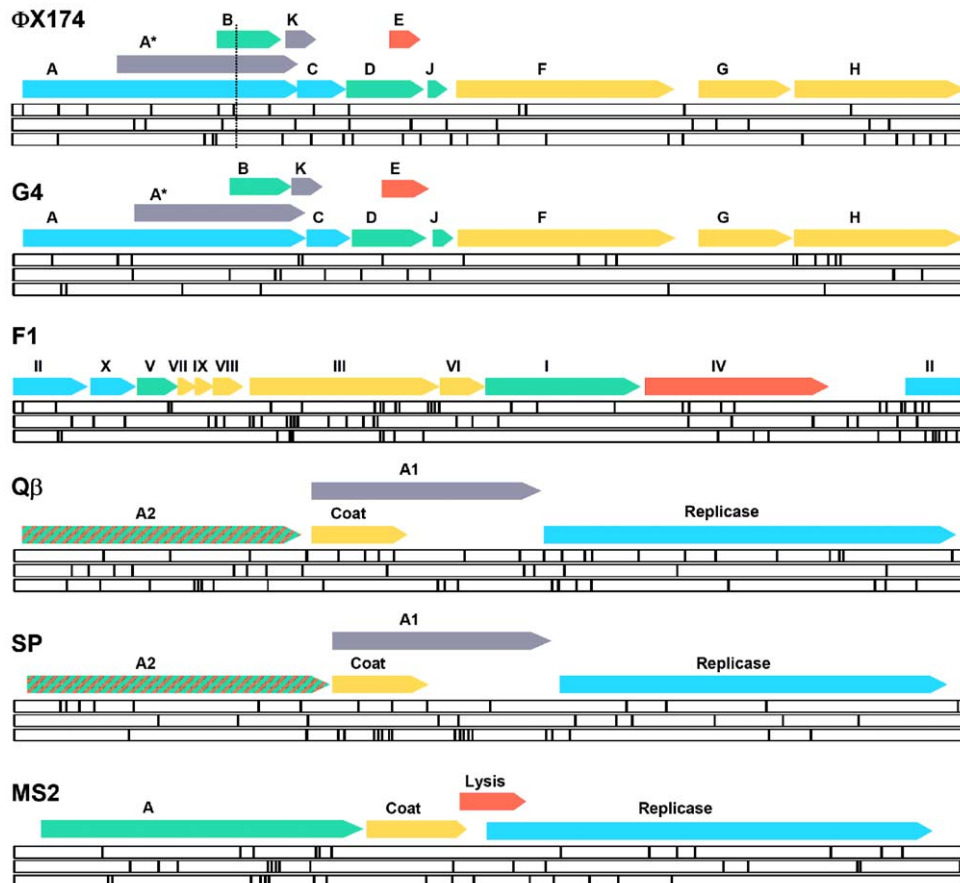 ΦX174
B K E
A*
A C D J F G H
G4
B K E
A*
A C D J F G H
F1
II X V VII IX VIII III VI I IV II
Qβ
A1
A2 Coat Replicase
SP
A1
A2 Coat Replicase
MS2
Lysis
A Coat Replicase